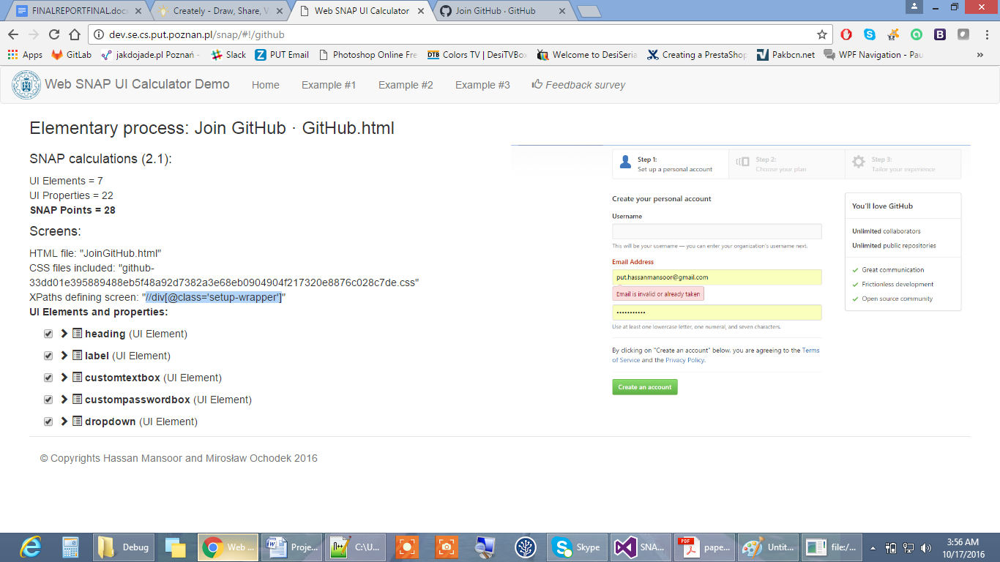 FINALREPORTFINAL.docx
Creately - Draw, Share, V
Web SNAP UI Calculator
Join GitHub · GitHub
dev.se.cs.put.poznan.pl/snap/#!/github
Apps GitLab jakdojade.pl Poznań - Slack PUT Email Photoshop Online Fre DTB Colors TV | DesiTVBox Welcome to DesiSeria Creating a PrestaShop Pakbcn.net WPF Navigation - Pau »
Web SNAP UI Calculator Demo Home Example #1 Example #2 Example #3 Feedback survey
Elementary process: Join GitHub · GitHub.html
SNAP calculations (2.1):
UI Elements = 7
UI Properties = 22
SNAP Points = 28
Screens:
HTML file: "JoinGitHub.html"
CSS files included: "github-
33dd01e395889488eb5f48a92d7382a3e68eb0904904f217320e8876c028c7de.css"
XPaths defining screen: "//div[@class='setup-wrapper']"
UI Elements and properties:
heading (UI Element)
label (UI Element)
customtextbox (UI Element)
custompasswordbox (UI Element)
dropdown (UI Element)
Step 1:
Set up a personal account
Step 2:
Choose your plan
Step 3:
Tailor your experience
Create your personal account
Username
This will be your username — you can enter your organization's username next.
Email Address
put.hassanmansoor@gmail.com
Email is invalid or already taken
•••••••••••
Use at least one lowercase letter, one numeral, and seven characters.
By clicking on "Create an account" below, you are agreeing to the Terms
of Service and the Privacy Policy.
Create an account
You'll love GitHub
Unlimited collaborators
Unlimited public repositories
Great communication
Frictionless development
Open source community
© Copyrights Hassan Mansoor and Mirosław Ochodek 2016
Debug Web ... Proje... C:\U... Skype SNA... PDF pape... Untit... file:/...
3:56 AM
10/17/2016